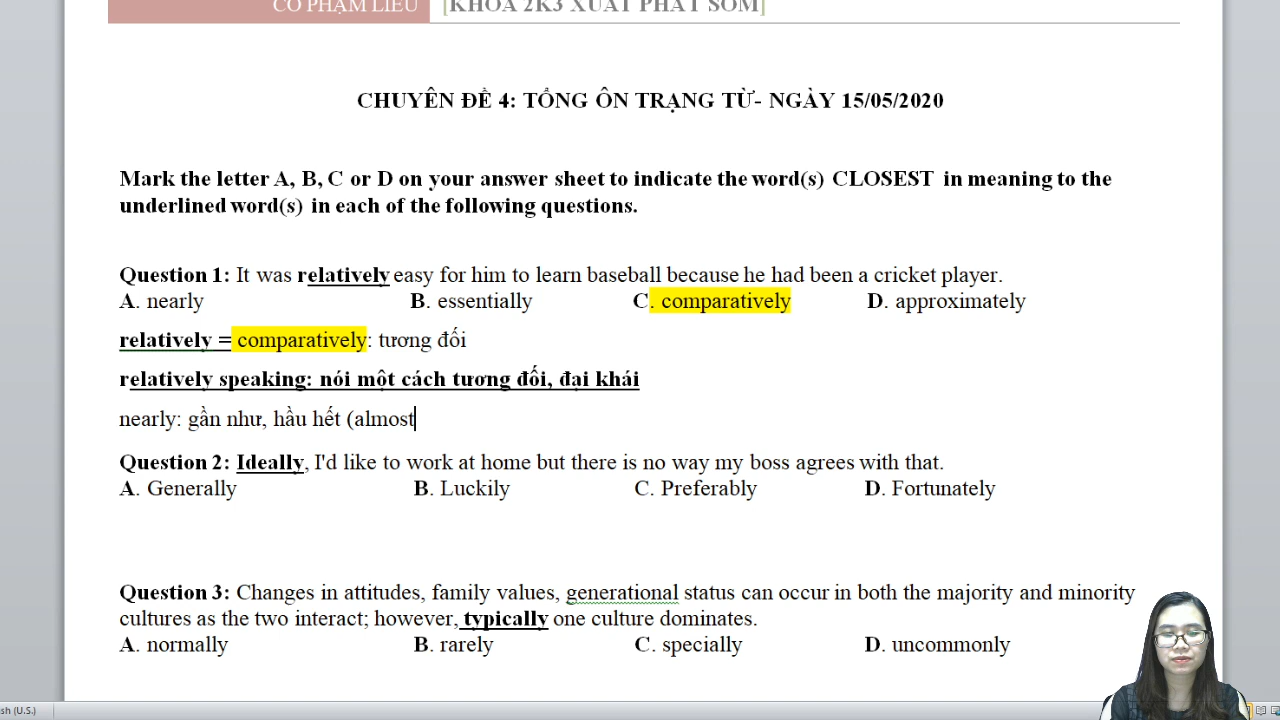 CÔ PHẠM LIỄU [KHÓA 2K3 XUẤT PHÁT SỚM]
CHUYÊN ĐỀ 4: TỔNG ÔN TRẠNG TỪ- NGÀY 15/05/2020
Mark the letter A, B, C or D on your answer sheet to indicate the word(s) CLOSEST in meaning to the
underlined word(s) in each of the following questions.
Question 1: It was relatively easy for him to learn baseball because he had been a cricket player.
A. nearly B. essentially C. comparatively D. approximately
relatively = comparatively: tương đối
relatively speaking: nói một cách tương đối, đại khái
nearly: gần như, hầu hết (almost
Question 2: Ideally, I'd like to work at home but there is no way my boss agrees with that.
A. Generally B. Luckily C. Preferably D. Fortunately
Question 3: Changes in attitudes, family values, generational status can occur in both the majority and minority
cultures as the two interact; however, typically one culture dominates.
A. normally B. rarely C. specially D. uncommonly
sh (U.S.)